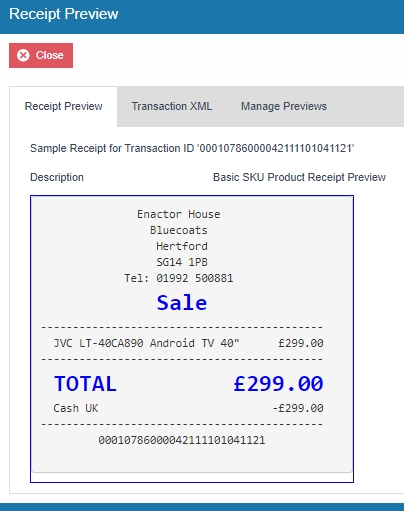 Receipt Preview
Close
Receipt Preview Transaction XML Manage Previews
Sample Receipt for Transaction ID '00010786000042111101041121'
Description Basic SKU Product Receipt Preview
Enactor House
Bluecoats
Hertford
SG14 1PB
Tel: 01992 500881
Sale
-------------------------------------------
JVC LT-40CA890 Android TV 40" £299.00
-------------------------------------------
TOTAL £299.00
Cash UK -£299.00
-------------------------------------------
00010786000042111101041121